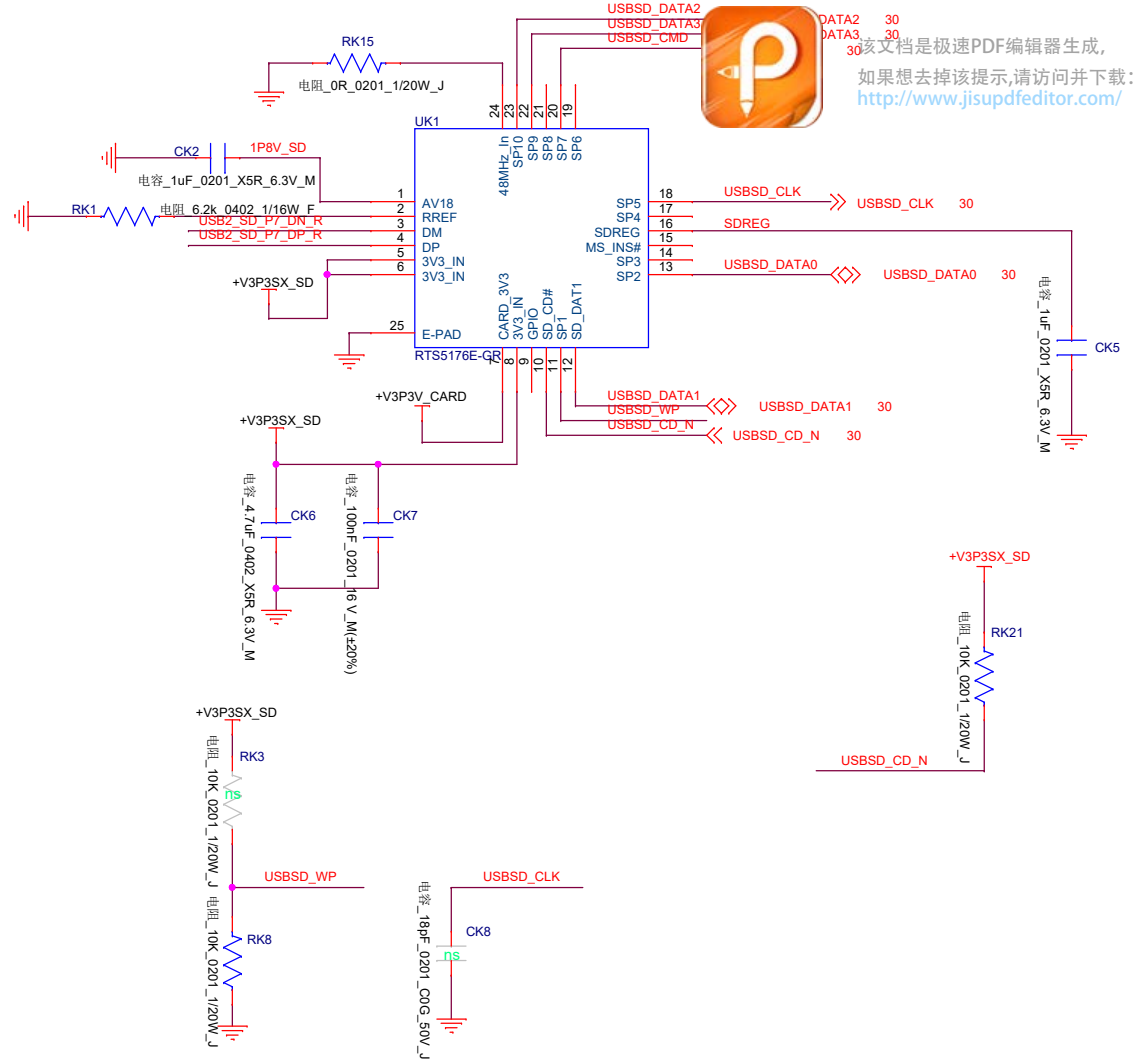 USBSD_DATA2
USBSD_DATA3
USBSD_CMD
DATA2 30
DATA3 30
30
该文档是极速PDF编辑器生成,
如果想去掉该提示,请访问并下载:
http://www.jisupdfeditor.com/
RK15
电阻_0R_0201_1/20W_J
24
23
22
21
20
19
UK1
48MHz_In
SP10
SP9
SP8
SP7
SP6
CK2
1P8V_SD
电容_1uF_0201_X5R_6.3V_M
RK1
电阻_6.2k_0402_1/16W_F
USB2_SD_P7_DN_R
USB2_SD_P7_DP_R
+V3P3SX_SD
1 AV18
2 RREF
3 DM
4 DP
5 3V3_IN
6 3V3_IN
25 E-PAD
RTS5176E-GR
SP5 18
SP4 17
SDREG 16
MS_INS# 15
SP3 14
SP2 13
USBSD_CLK
USBSD_CLK 30
SDREG
USBSD_DATA0
USBSD_DATA0 30
电容_1uF_0201_X5R_6.3V_M
CK5
CARD_3V3
3V3_IN
GPIO
SD_CD#
SP1
SD_DAT1
7
8
9
10
11
12
+V3P3V_CARD
USBSD_DATA1
USBSD_WP
USBSD_CD_N
USBSD_DATA1 30
USBSD_CD_N 30
+V3P3SX_SD
电容_4.7uF_0402_X5R_6.3V_M
CK6
电容_100nF_0201_16 V_M(±20%)
CK7
+V3P3SX_SD
电阻_10K_0201_1/20W_J
RK21
USBSD_CD_N
+V3P3SX_SD
电阻_10K_0201_1/20W_J
RK3
ns
USBSD_WP
电阻_10K_0201_1/20W_J
RK8
USBSD_CLK
电容_18pF_0201_C0G_50V_J
CK8
ns